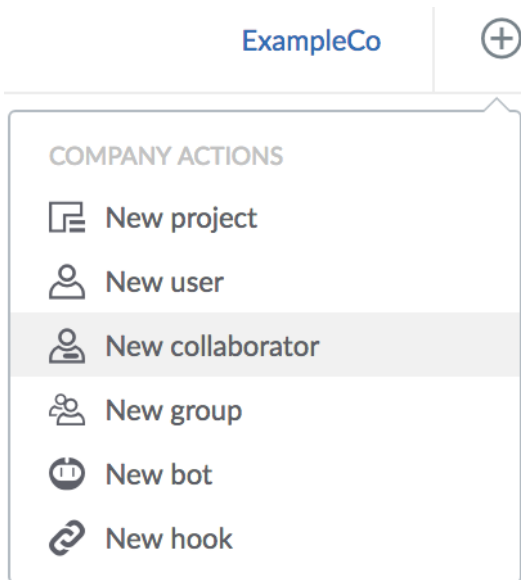 ExampleCo
COMPANY ACTIONS
New project
New user
New collaborator
New group
New bot
New hook